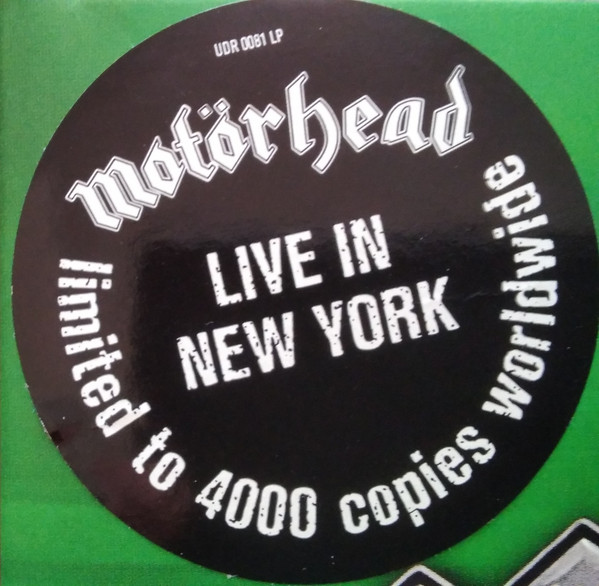 UDR 0081 LP
motörhead
LIVE IN
NEW YORK
limited to 4000 copies worldwide